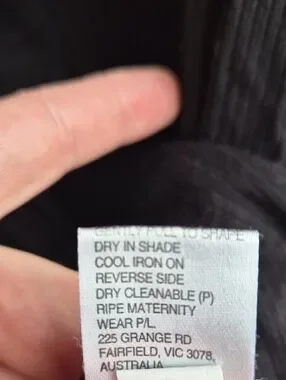 GENTLY PULL TO SHAPE
DRY IN SHADE
COOL IRON ON
REVERSE SIDE
DRY CLEANABLE (P)
RIPE MATERNITY
WEAR P/L.
225 GRANGE RD
FAIRFIELD, VIC 3078,
AUSTRALIA